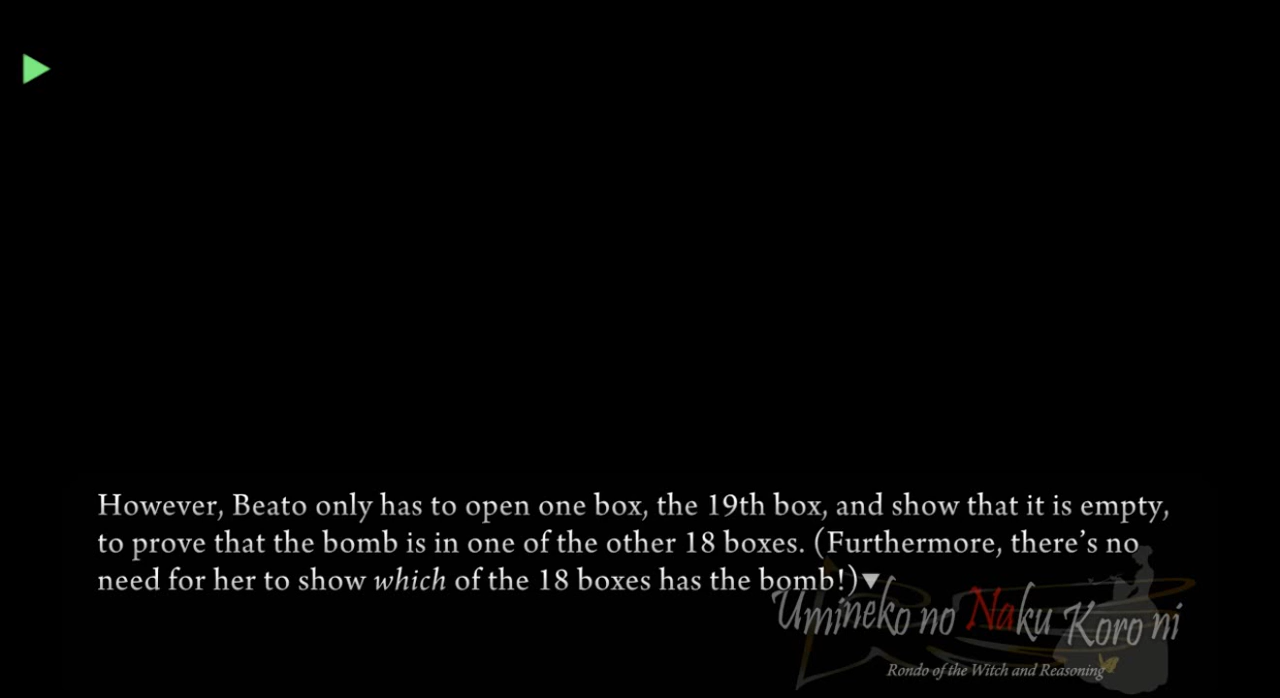 However, Beato only has to open one box, the 19th box, and show that it is empty,
to prove that the bomb is in one of the other 18 boxes. (Furthermore, there's no
need for her to show which of the 18 boxes has the bomb!)▼
Umineko no Naku Koro ni
Rondo of the Witch and Reasoning